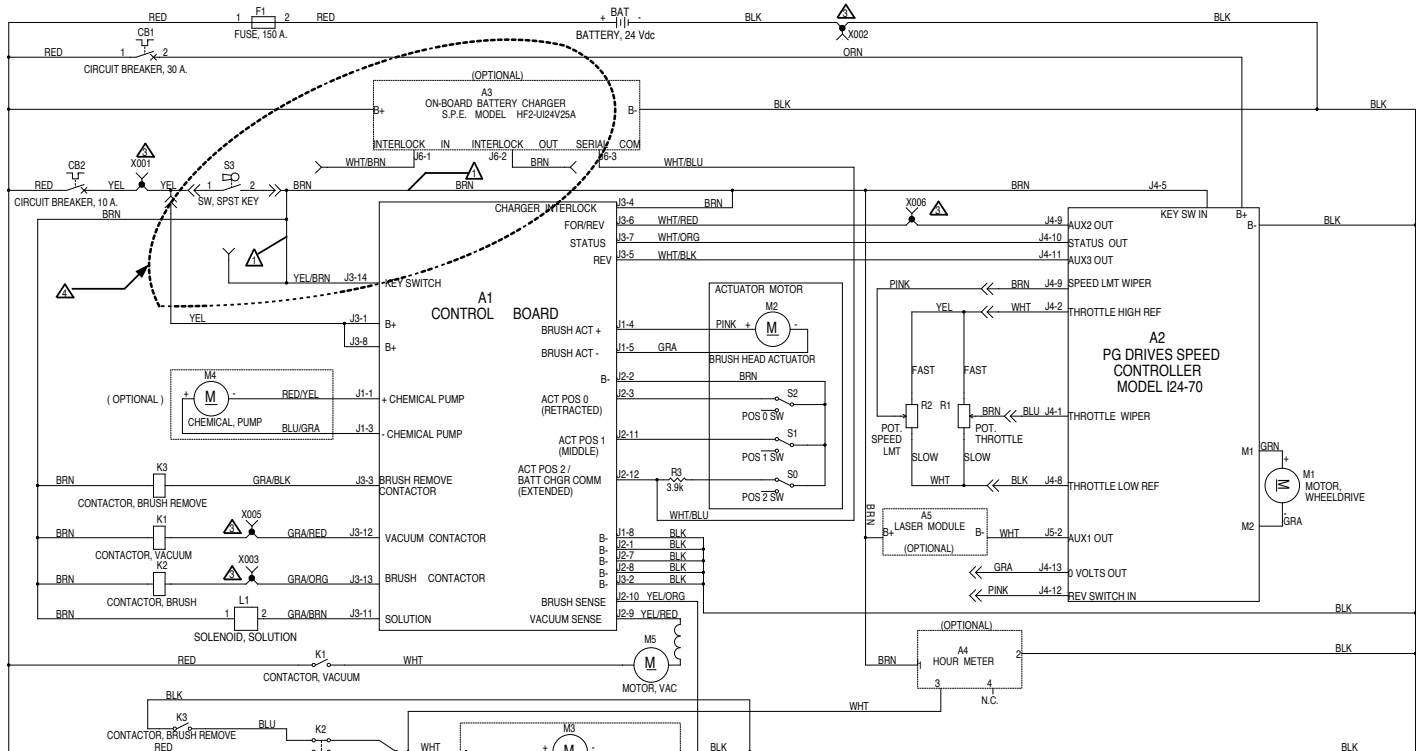 RED 1 F1 2 RED + BAT - BLK 3 BLK
FUSE, 150 A. BATTERY, 24 Vdc X002
CB1
RED 1 2 ORN
CIRCUIT BREAKER, 30 A.
(OPTIONAL)
A3
B+ ON-BOARD BATTERY CHARGER B- BLK BLK
S.P.E. MODEL HF2-UI24V25A
INTERLOCK IN INTERLOCK OUT SERIAL COM
J6-1 J6-2 J6-3
WHT/BRN BRN WHT/BLU
3
CB2 X001 S3 1
RED YEL YEL 1 2 BRN BRN BRN J4-5
CIRCUIT BREAKER, 10 A. SW, SPST KEY
BRN
4
1
YEL/BRN J3-14 KEY SWITCH
YEL J3-1 B+
J3-8 B+
A1
CONTROL BOARD
CHARGER INTERLOCK J3-4 BRN
FOR/REV J3-6 WHT/RED X006 3 J4-9 AUX2 OUT
STATUS J3-7 WHT/ORG J4-10 STATUS OUT
REV J3-5 WHT/BLK J4-11 AUX3 OUT
KEY SW IN B+
B- BLK
( OPTIONAL )
M4
+ M - RED/YEL J1-1 + CHEMICAL PUMP
CHEMICAL, PUMP
BLU/GRA J1-3 - CHEMICAL PUMP
ACTUATOR MOTOR
M2
BRUSH ACT + J1-4 PINK + M -
BRUSH ACT - J1-5 GRA
BRUSH HEAD ACTUATOR
B- J2-2 BRN
ACT POS 0 J2-3 S2
(RETRACTED) POS 0 SW
ACT POS 1 J2-11 S1
(MIDDLE) POS 1 SW
ACT POS 2 / J2-12 R3 S0
BATT CHGR COMM 3.9k
(EXTENDED) POS 2 SW
WHT/BLU
PINK BRN J4-9 SPEED LMT WIPER
YEL WHT J4-2 THROTTLE HIGH REF
A2
PG DRIVES SPEED
CONTROLLER
MODEL I24-70
FAST FAST
R2 R1 BRN BLU J4-1 THROTTLE WIPER
POT. POT.
SPEED THROTTLE
LMT
SLOW SLOW
WHT BLK J4-8 THROTTLE LOW REF
M1 GRN
+
M M1
MOTOR,
WHEELDRIVE
-
M2 GRA
K3
BRN GRA/BLK J3-3 BRUSH REMOVE
CONTACTOR
CONTACTOR, BRUSH REMOVE
K1 3 X005
BRN GRA/RED J3-12 VACUUM CONTACTOR
CONTACTOR, VACUUM
K2 3 X003
BRN GRA/ORG J3-13 BRUSH CONTACTOR
CONTACTOR, BRUSH
L1
BRN 1 2 GRA/BRN J3-11 SOLUTION
SOLENOID, SOLUTION
B- J1-8 BLK
B- J2-1 BLK
B- J2-7 BLK
B- J2-8 BLK
B- J3-2 BLK
BRUSH SENSE J2-10 YEL/ORG
VACUUM SENSE J2-9 YEL/RED
BRN
A5
B+ LASER MODULE B- WHT J5-2 AUX1 OUT
(OPTIONAL)
GRA J4-13 0 VOLTS OUT
PINK J4-12 REV SWITCH IN
BLK
RED K1 WHT M5
M
CONTACTOR, VACUUM MOTOR, VAC
(OPTIONAL)
A4
BRN 1 HOUR METER 2 BLK
3 4
N.C.
BLK WHT
K3 BLU K2
CONTACTOR, BRUSH REMOVE
RED WHT
M3
+ M - BLK BLK